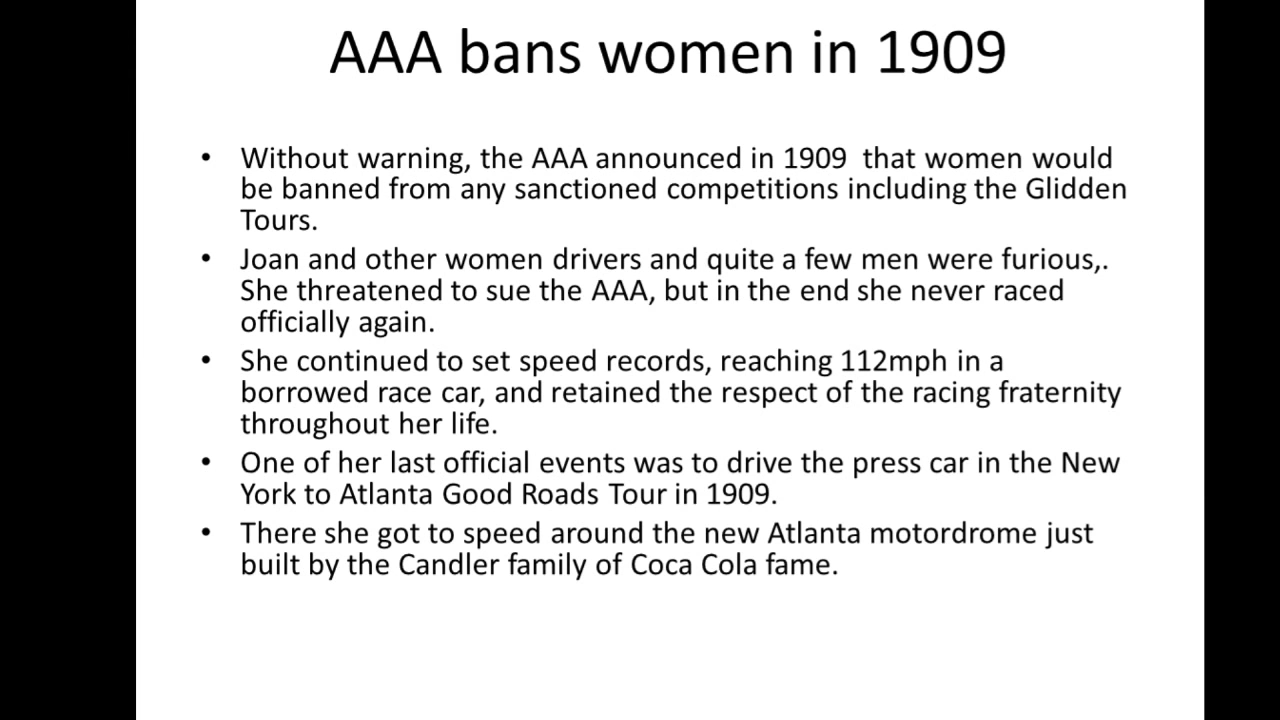 AAA bans women in 1909
• Without warning, the AAA announced in 1909  that women would
be banned from any sanctioned competitions including the Glidden
Tours.
• Joan and other women drivers and quite a few men were furious,.
She threatened to sue the AAA, but in the end she never raced
officially again.
• She continued to set speed records, reaching 112mph in a
borrowed race car, and retained the respect of the racing fraternity
throughout her life.
• One of her last official events was to drive the press car in the New
York to Atlanta Good Roads Tour in 1909.
• There she got to speed around the new Atlanta motordrome just
built by the Candler family of Coca Cola fame.